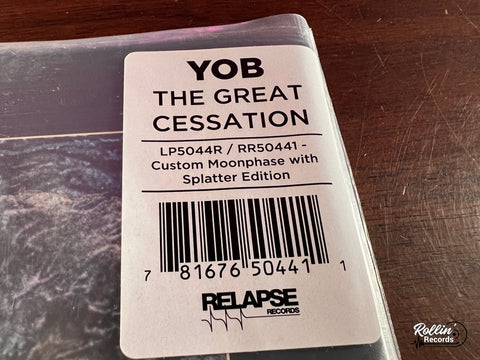 YOB
THE GREAT
CESSATION
LP5044R / RR50441 -
Custom Moonphase with
Splatter Edition
7 81676 50441 1
RELAPSE
RECORDS
Rollin'
Records